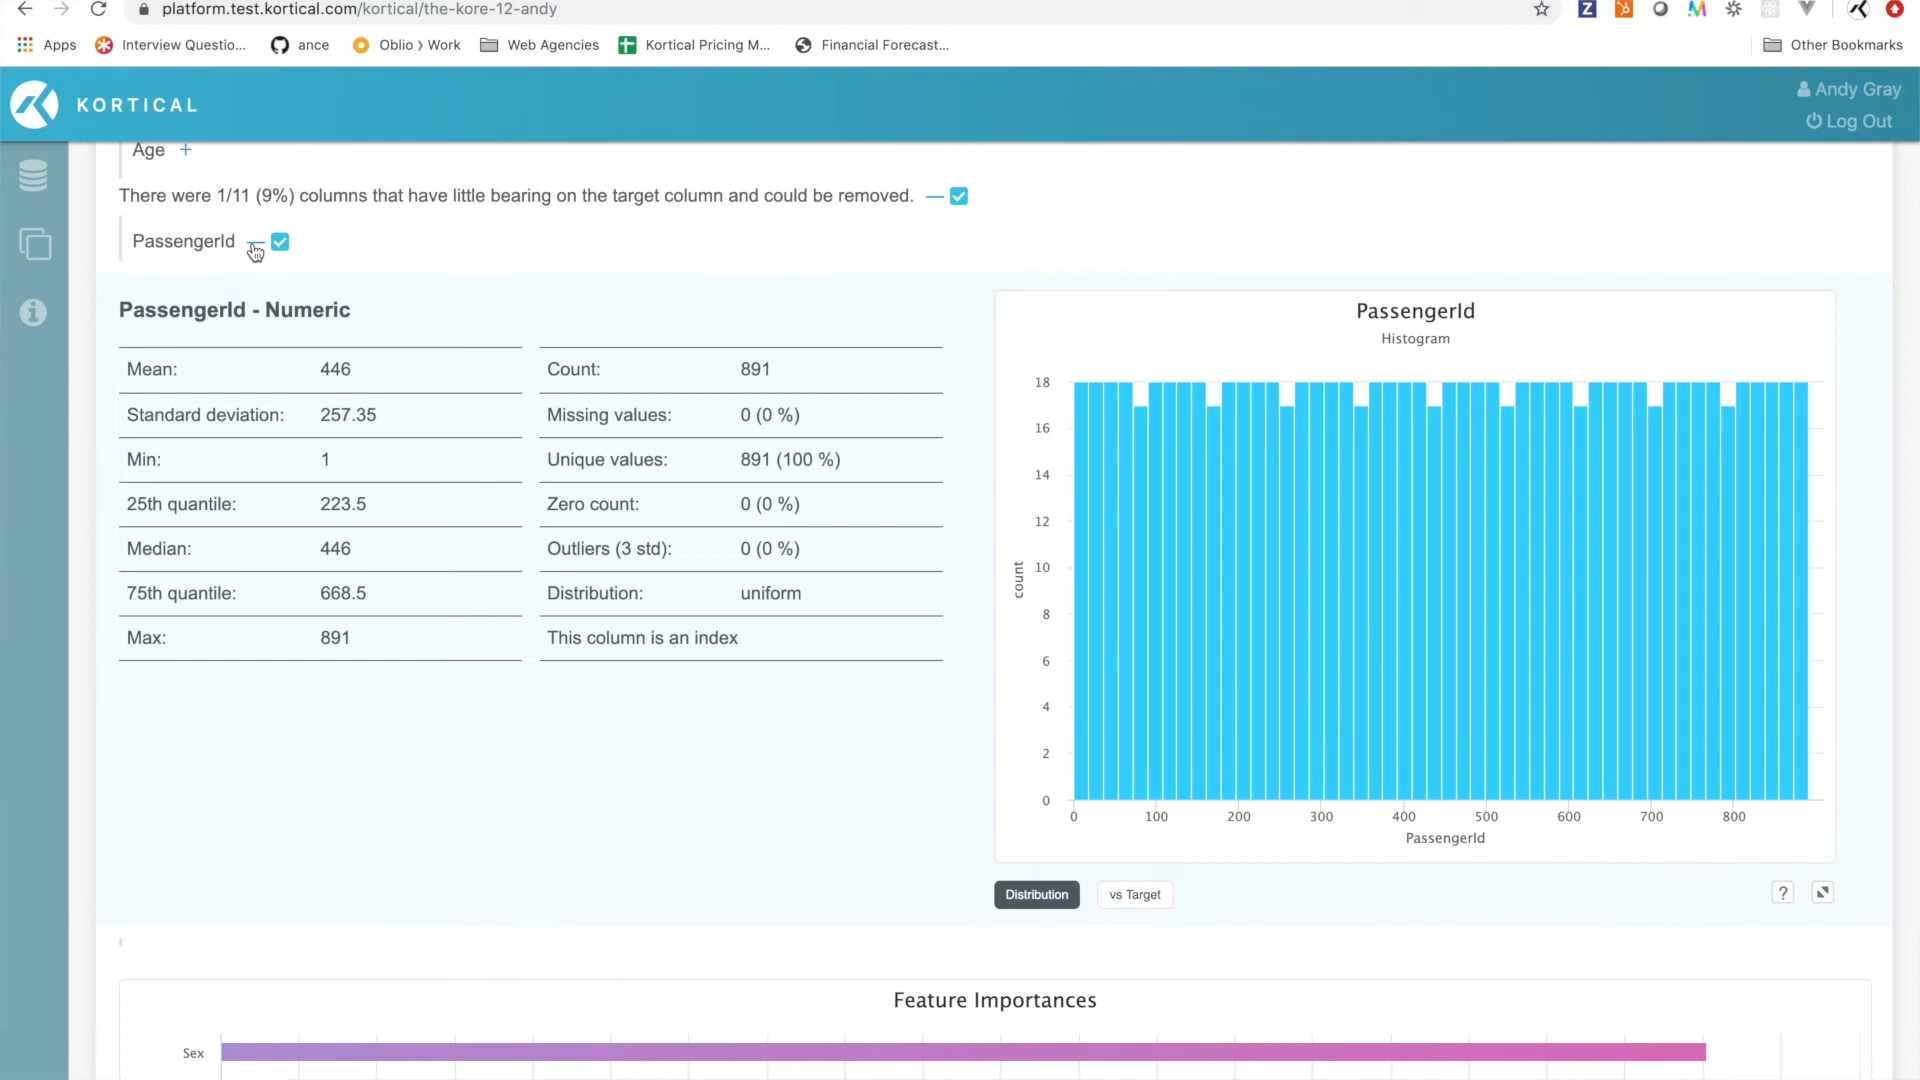 platform.test.kortical.com/kortical/the-kore-12-andy
Apps
Interview Questio...
ance
Oblio 〉Work
Web Agencies
Kortical Pricing M...
Financial Forecast...
Other Bookmarks
KORTICAL
Andy Gray
Log Out
Age +
There were 1/11 (9%) columns that have little bearing on the target column and could be removed.
PassengerId
PassengerId - Numeric
Mean: 446
Standard deviation: 257.35
Min: 1
25th quantile: 223.5
Median: 446
75th quantile: 668.5
Max: 891
Count: 891
Missing values: 0 (0 %)
Unique values: 891 (100 %)
Zero count: 0 (0 %)
Outliers (3 std): 0 (0 %)
Distribution: uniform
This column is an index
PassengerId
Histogram
18
16
14
12
10
8
6
4
2
0
count
0 100 200 300 400 500 600 700 800
PassengerId
Distribution
vs Target
?
Feature Importances
Sex